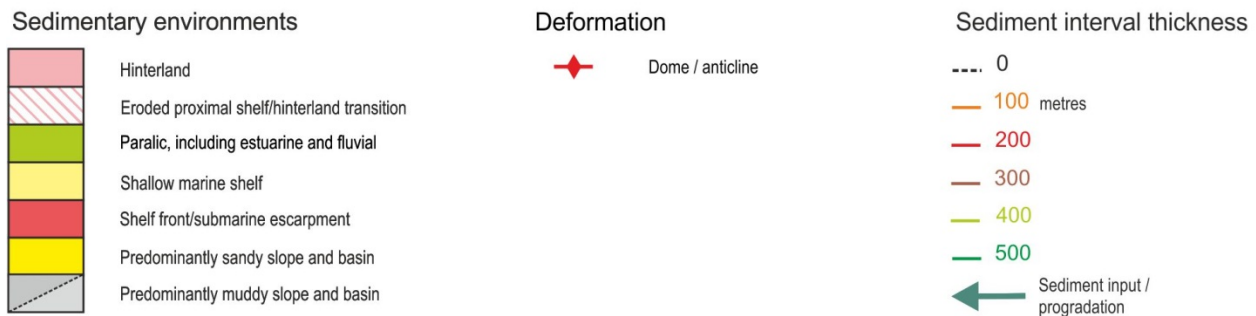 Sedimentary environments
Hinterland
Eroded proximal shelf/hinterland transition
Paralic, including estuarine and fluvial
Shallow marine shelf
Shelf front/submarine escarpment
Predominantly sandy slope and basin
Predominantly muddy slope and basin
Deformation
Dome / anticline
Sediment interval thickness
0
100 metres
200
300
400
500
Sediment input /
progradation